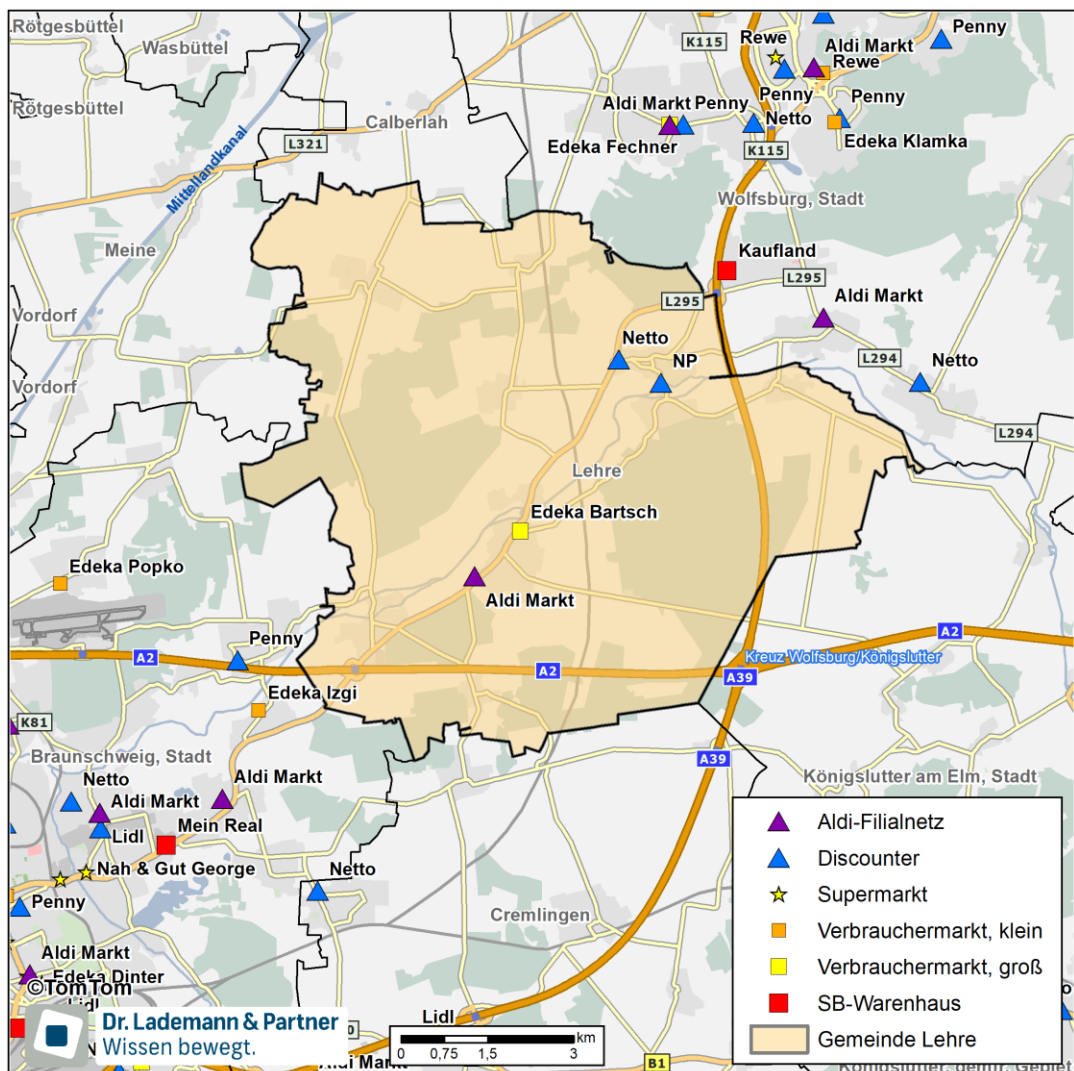 Rötgesbüttel
Wasbüttel
K115
Rewe
Aldi Markt
Penny
Rewe
Rötgesbüttel
Calberlah
Aldi Markt
Penny
Penny
Penny
Netto
L321
Edeka Fechner
Edeka Klamka
K115
Mittellandkanal
Wolfsburg, Stadt
Meine
Kaufland
L295
L295
Aldi Markt
Vordorf
Netto
L294
Netto
NP
Vordorf
L294
Lehre
Edeka Bartsch
Edeka Popko
Aldi Markt
Penny
A2
A2
A2
Kreuz Wolfsburg/Königslutter
A39
Edeka Izgi
K81
Braunschweig, Stadt
A39
Netto
Aldi Markt
Königslutter am Elm, Stadt
Aldi Markt
Mein Real
Lidl
Nah & Gut George
Netto
Penny
Cremlingen
Aldi Markt
Edeka Dinter
©TomTom
Lidl
Lidl
Aldi Markt
B1
Dr. Lademann & Partner
Wissen bewegt.
km
0 0,75 1,5 3
Aldi-Filialnetz
Discounter
Supermarkt
Verbrauchermarkt, klein
Verbrauchermarkt, groß
SB-Warenhaus
Gemeinde Lehre